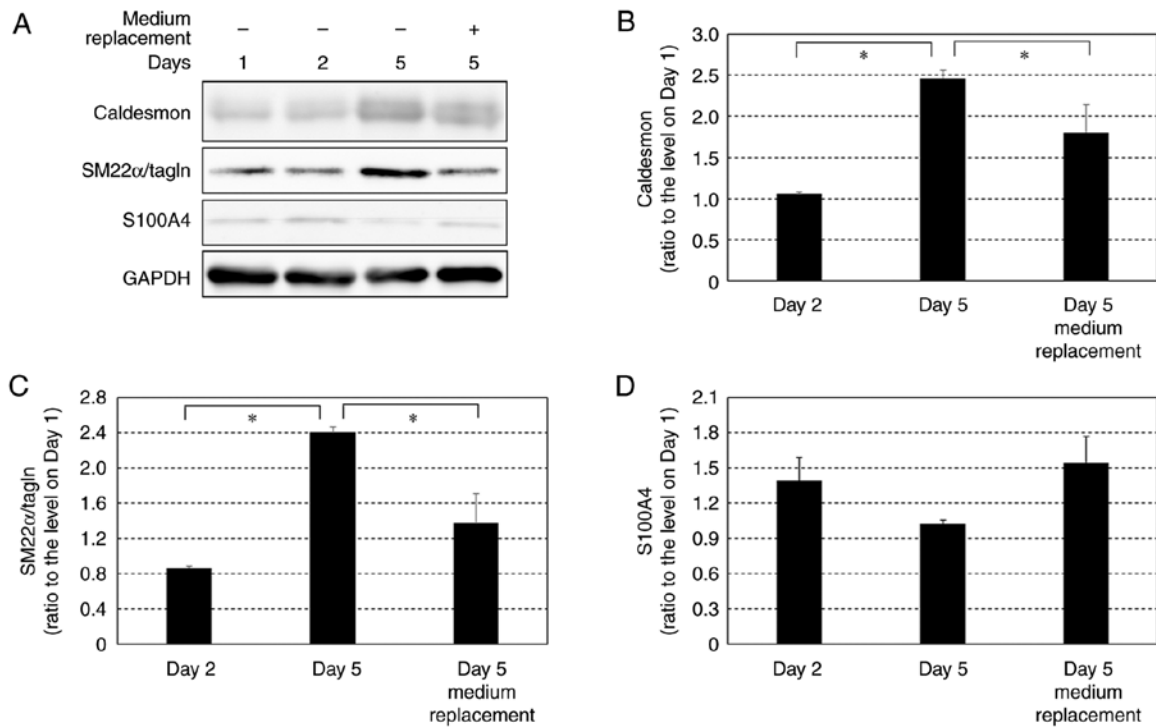 A
Medium
replacement – – – +
Days 1 2 5 5
Caldesmon
SM22α/tagln
S100A4
GAPDH
B
Caldesmon
(ratio to the level on Day 1)
3.0
2.5
2.0
1.5
1.0
0.5
0
*
*
Day 2
Day 5
Day 5
medium
replacement
C
SM22α/tagln
(ratio to the level on Day 1)
2.8
2.4
2.0
1.6
1.2
0.8
0.4
0
*
*
Day 2
Day 5
Day 5
medium
replacement
D
S100A4
(ratio to the level on Day 1)
2.1
1.8
1.5
1.2
0.9
0.6
0.3
0
Day 2
Day 5
Day 5
medium
replacement